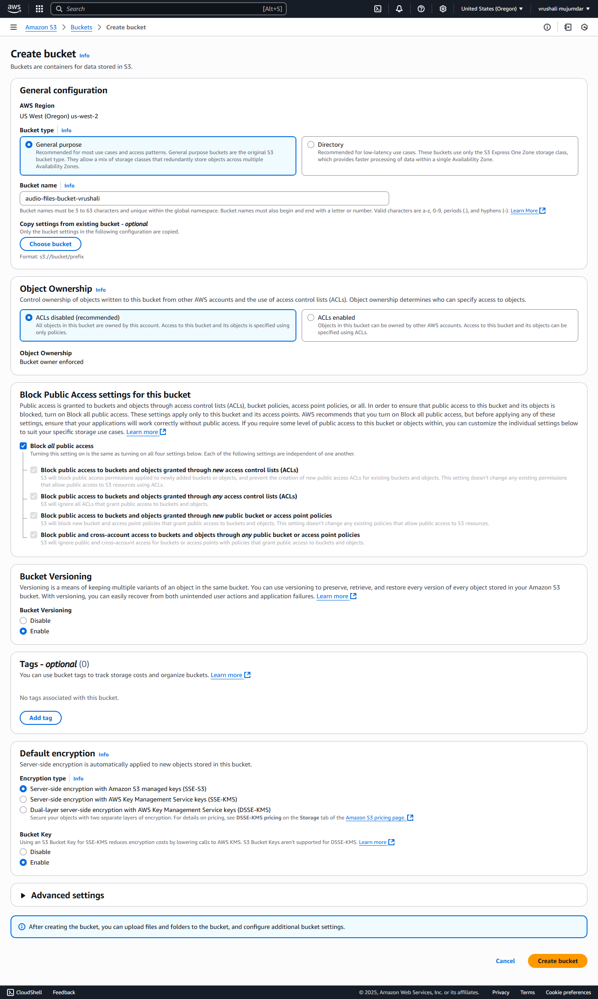 aws
Search [Alt+S]
United States (Oregon)
vrushali mujumdar
Amazon S3 > Buckets > Create bucket
Create bucket Info
Buckets are containers for data stored in S3.
General configuration
AWS Region
US West (Oregon) us-west-2
Bucket type Info
General purpose
Recommended for most use cases and access patterns. General purpose buckets are the original S3
bucket type. They allow a mix of storage classes that redundantly store objects across multiple
Availability Zones.
Directory
Recommended for low-latency use cases. These buckets use only the S3 Express One Zone storage class,
which provides faster processing of data within a single Availability Zone.
Bucket name Info
audio-files-bucket-vrushali
Bucket names must be 3 to 63 characters and unique within the global namespace. Bucket names must also begin and end with a letter or number. Valid characters are a-z, 0-9, periods (.), and hyphens (-). Learn More
Copy settings from existing bucket - optional
Only the bucket settings in the following configuration are copied.
Choose bucket
Format: s3://bucket/prefix
Object Ownership Info
Control ownership of objects written to this bucket from other AWS accounts and the use of access control lists (ACLs). Object ownership determines who can specify access to objects.
ACLs disabled (recommended)
All objects in this bucket are owned by this account. Access to this bucket and its objects is specified using
only policies.
ACLs enabled
Objects in this bucket can be owned by other AWS accounts. Access to this bucket and its objects can be
specified using ACLs.
Object Ownership
Bucket owner enforced
Block Public Access settings for this bucket
Public access is granted to buckets and objects through access control lists (ACLs), bucket policies, access point policies, or all. In order to ensure that public access to this bucket and its objects is
blocked, turn on Block all public access. These settings apply only to this bucket and its access points. AWS recommends that you turn on Block all public access, but before applying any of these
settings, ensure that your applications will work correctly without public access. If you require some level of public access to this bucket or objects within, you can customize the individual settings below
to suit your specific storage use cases. Learn more
Block all public access
Turning this setting on is the same as turning on all four settings below. Each of the following settings are independent of one another.
Block public access to buckets and objects granted through new access control lists (ACLs)
S3 will block public access permissions applied to newly added buckets or objects, and prevent the creation of new public access ACLs for existing buckets and objects. This setting doesn't change any existing permissions
that allow public access to S3 resources using ACLs.
Block public access to buckets and objects granted through any access control lists (ACLs)
S3 will ignore all ACLs that grant public access to buckets and objects.
Block public access to buckets and objects granted through new public bucket or access point policies
S3 will block new bucket and access point policies that grant public access to buckets and objects. This setting doesn't change any existing policies that allow public access to S3 resources.
Block public and cross-account access to buckets and objects through any public bucket or access point policies
S3 will ignore public and cross-account access for buckets or access points with policies that grant public access to buckets and objects.
Bucket Versioning
Versioning is a means of keeping multiple variants of an object in the same bucket. You can use versioning to preserve, retrieve, and restore every version of every object stored in your Amazon S3
bucket. With versioning, you can easily recover from both unintended user actions and application failures. Learn more
Bucket Versioning
Disable
Enable
Tags - optional (0)
You can use bucket tags to track storage costs and organize buckets. Learn more
No tags associated with this bucket.
Add tag
Default encryption Info
Server-side encryption is automatically applied to new objects stored in this bucket.
Encryption type Info
Server-side encryption with Amazon S3 managed keys (SSE-S3)
Server-side encryption with AWS Key Management Service keys (SSE-KMS)
Dual-layer server-side encryption with AWS Key Management Service keys (DSSE-KMS)
Secure your objects with two separate layers of encryption. For details on pricing, see DSSE-KMS pricing on the Storage tab of the Amazon S3 pricing page.
Bucket Key
Using an S3 Bucket Key for SSE-KMS reduces encryption costs by lowering calls to AWS KMS. S3 Bucket Keys aren't supported for DSSE-KMS. Learn more
Disable
Enable
Advanced settings
After creating the bucket, you can upload files and folders to the bucket, and configure additional bucket settings.
Cancel
Create bucket
CloudShell Feedback © 2025, Amazon Web Services, Inc. or its affiliates. Privacy Terms Cookie preferences